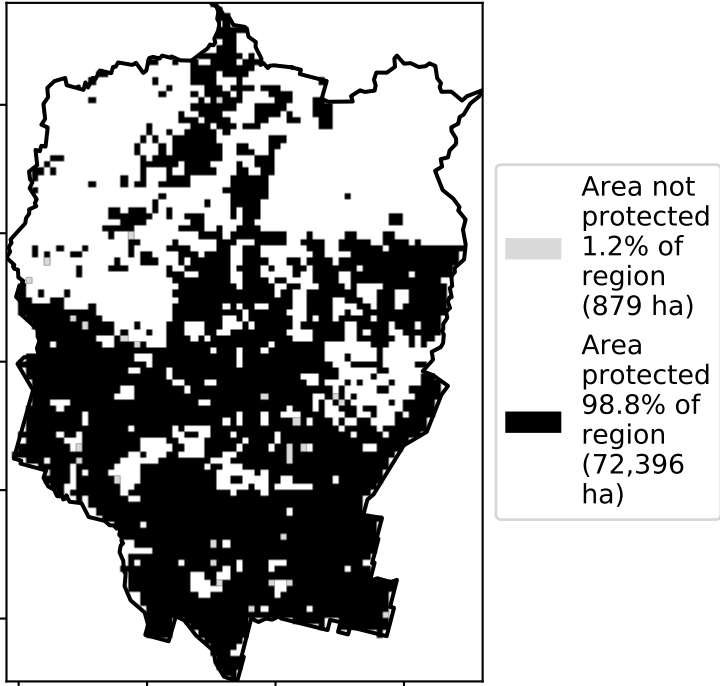 Area not
protected
1.2% of
region
(879 ha)
Area
protected
98.8% of
region
(72,396
ha)